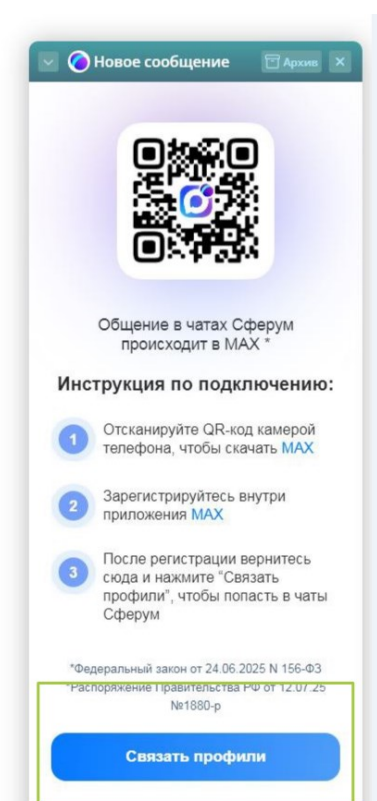 Новое сообщение
Архив
Общение в чатах Сферум
происходит в MAX *
Инструкция по подключению:
1
Отсканируйте QR-код камерой
телефона, чтобы скачать MAX
2
Зарегистрируйтесь внутри
приложения MAX
3
После регистрации вернитесь
сюда и нажмите “Связать
профили”, чтобы попасть в чаты
Сферум
*Федеральный закон от 24.06.2025 N 156-ФЗ
*Распоряжение Правительства РФ от 12.07.25
№1880-р
Связать профили